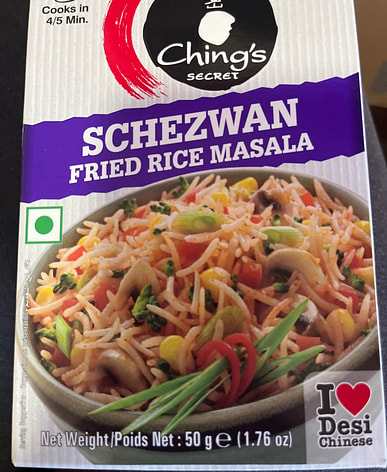 Cooks in
4/5 Min.
Ching's
SECRET
SCHEZWAN
FRIED RICE MASALA
Net Weight/Poids Net : 50 g ℮ (1.76 oz)
I ♥
Desi
Chinese